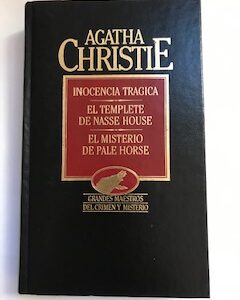 AGATHA
CHRISTIE
INOCENCIA TRAGICA
EL TEMPLETE
DE NASSE HOUSE
EL MISTERIO
DE PALE HORSE
GRANDES MAESTROS
DEL CRIMEN Y MISTERIO